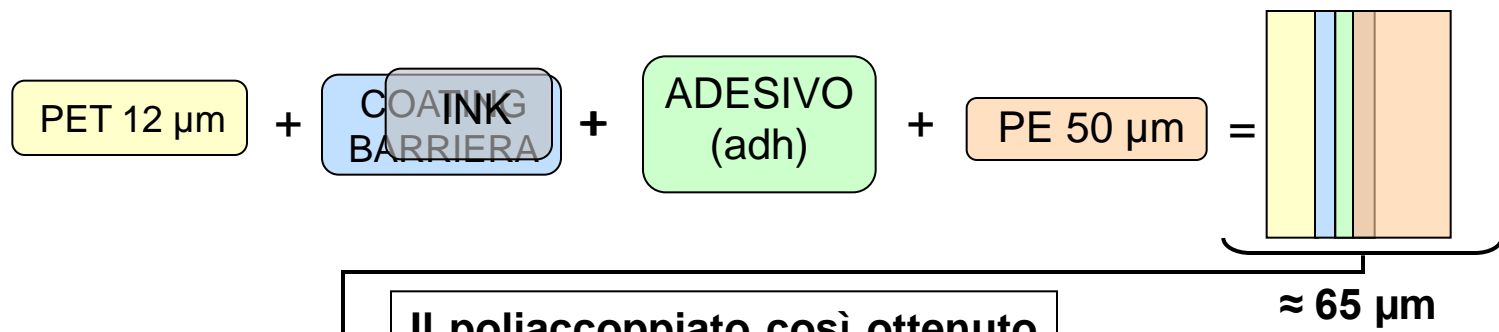 PET 12 µm + COATING BARRIERA INK + ADESIVO (adh) + PE 50 µm =
≈ 65 µm
Il poliaccoppiato così ottenuto